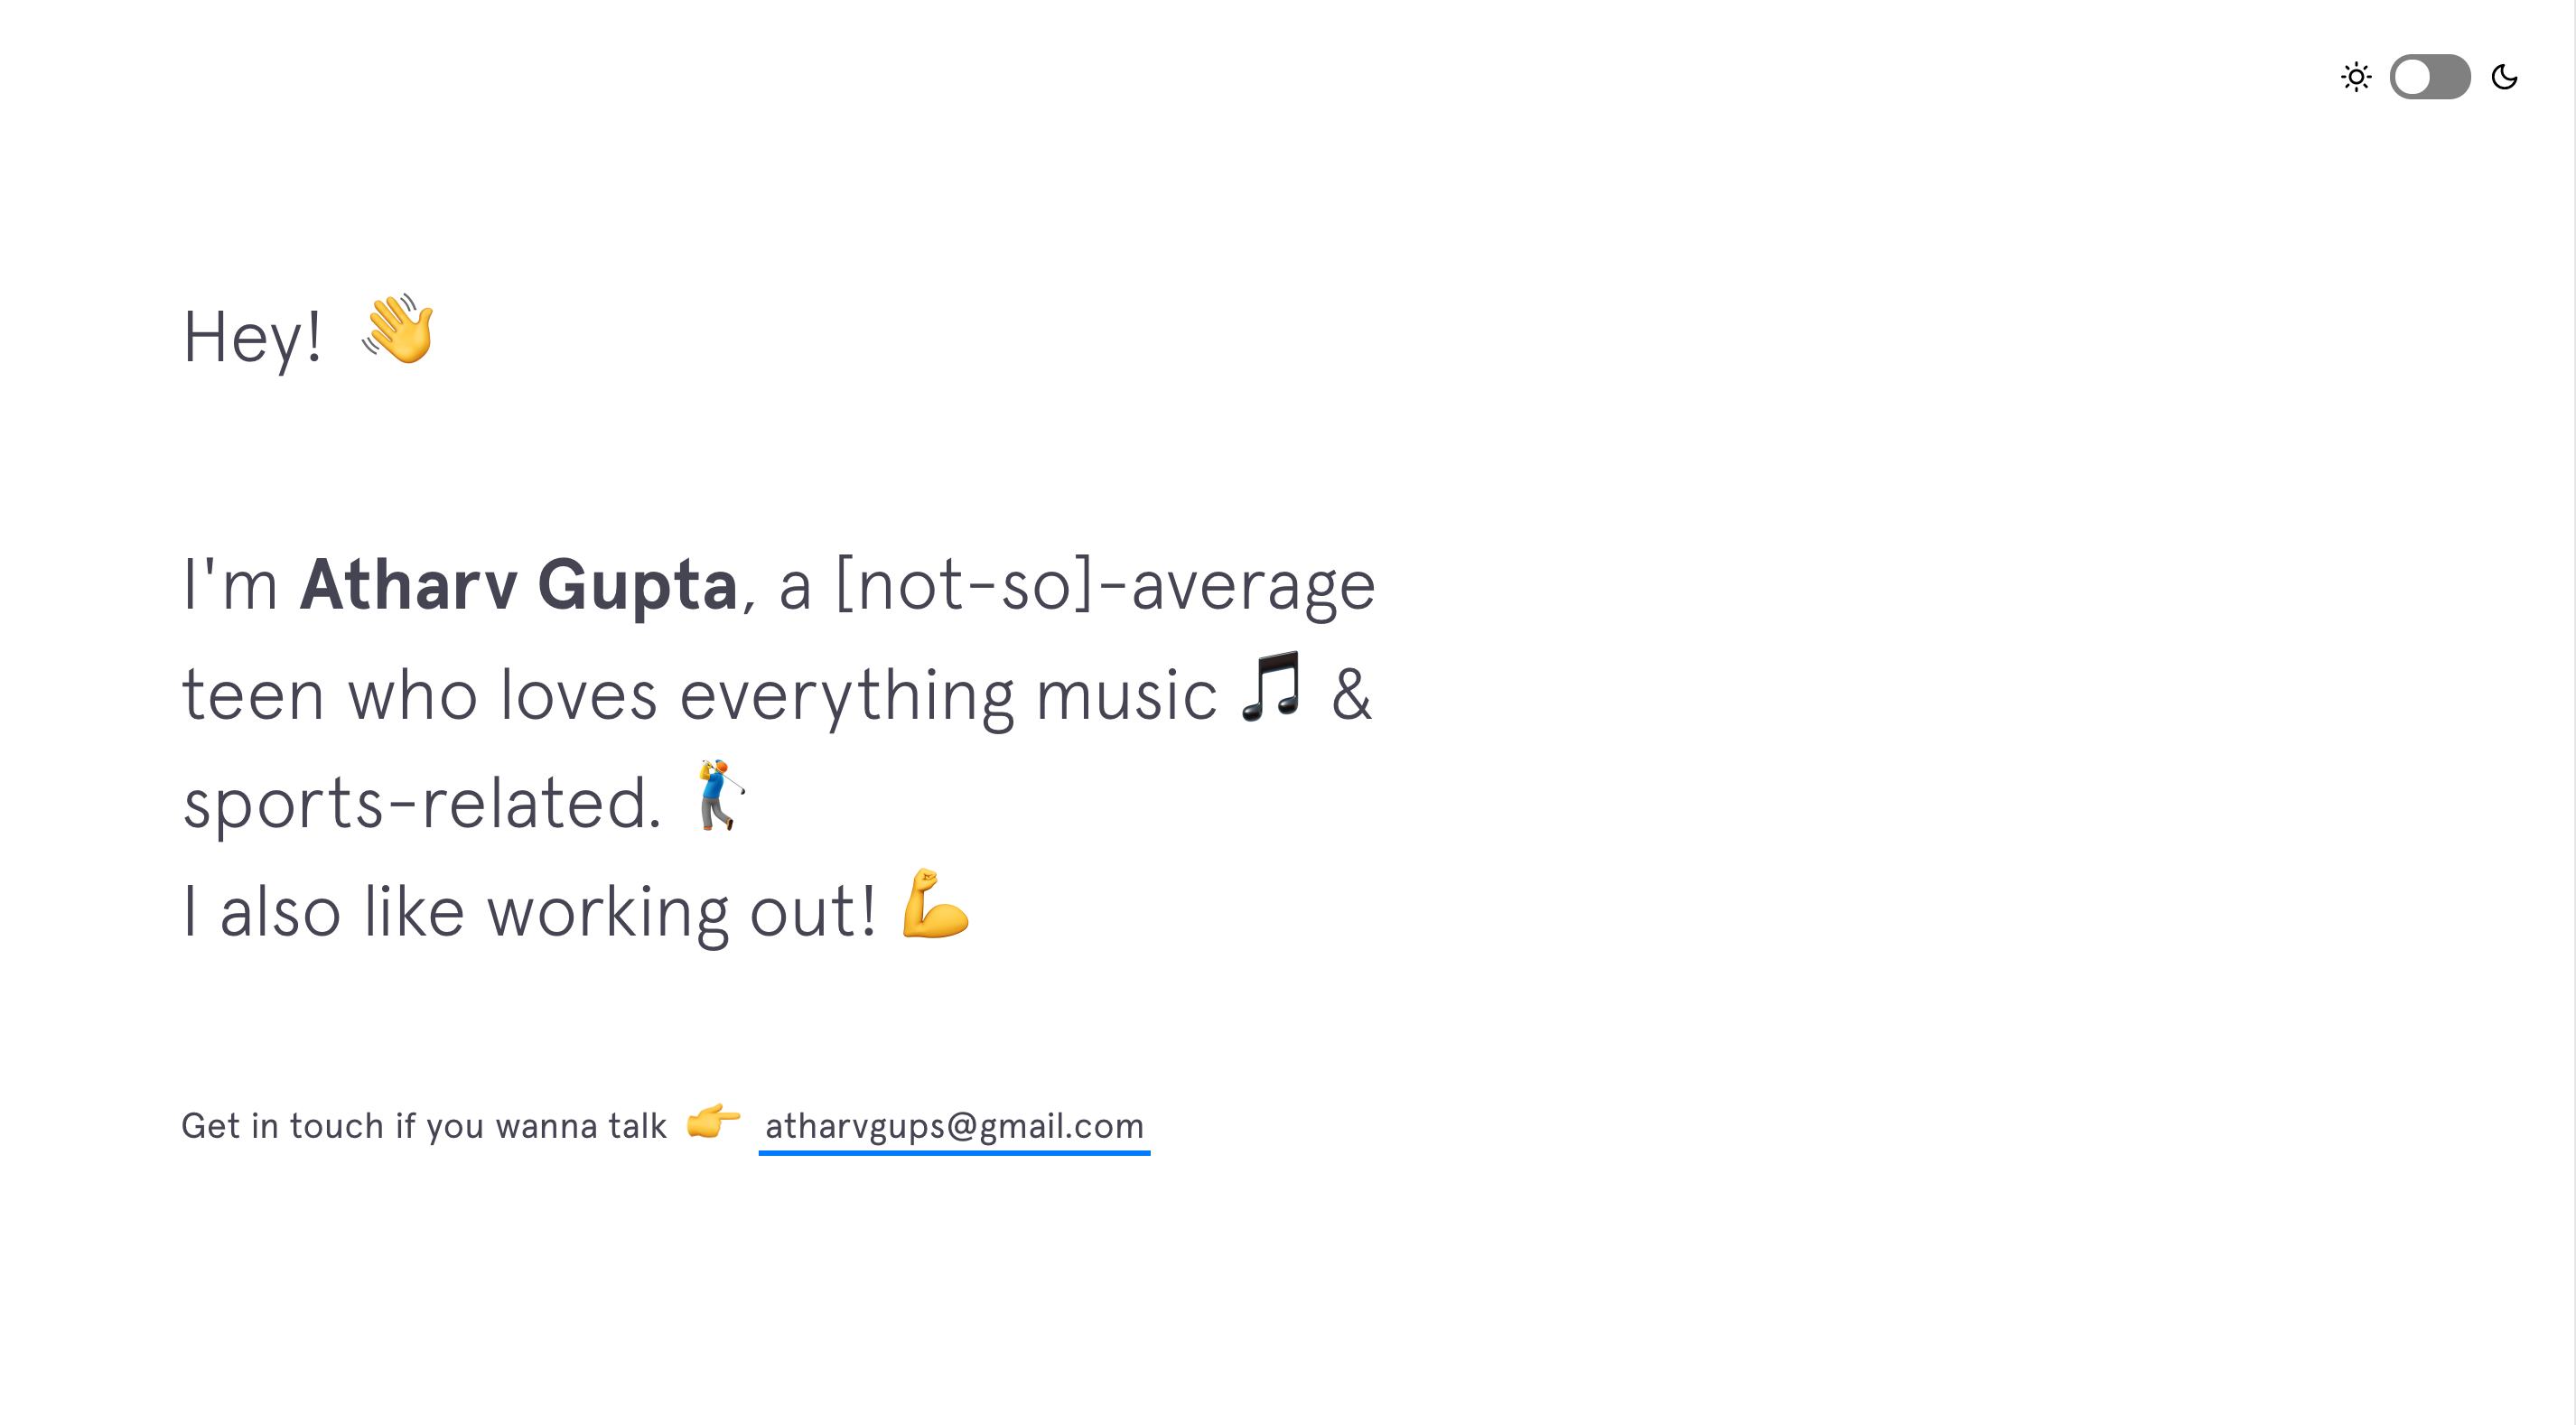 Hey! 👋
I'm Atharv Gupta, a [not-so]-average
teen who loves everything music 🎵 &
sports-related. 🏌️‍♂️
I also like working out! 💪
Get in touch if you wanna talk 👉 atharvgups@gmail.com